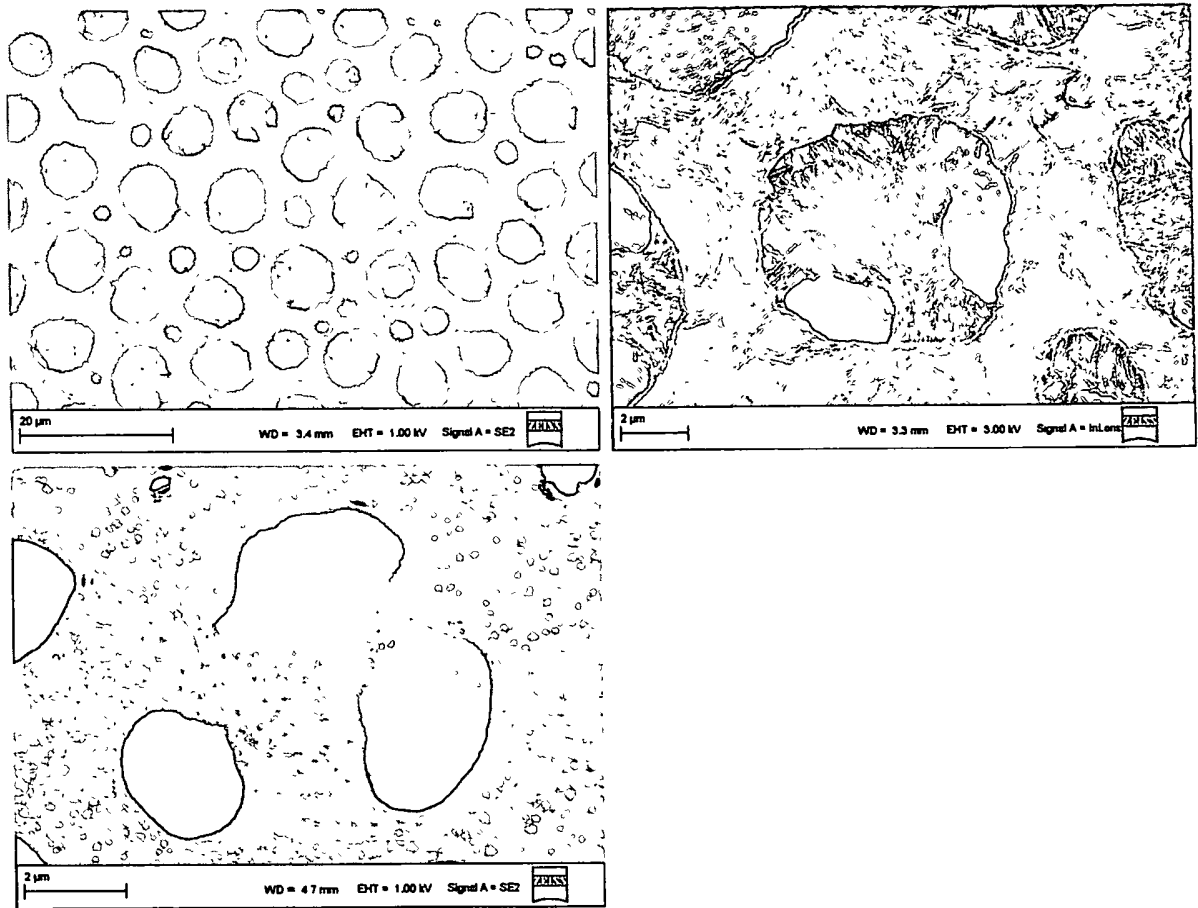 20 µm
WD = 3.4 mm EHT = 1.00 kV Signal A = SE2
2 µm
WD = 3.3 mm EHT = 3.00 kV Signal A = InLens
2 µm
WD = 4 7 mm EHT = 1.00 kV Signal A = SE2